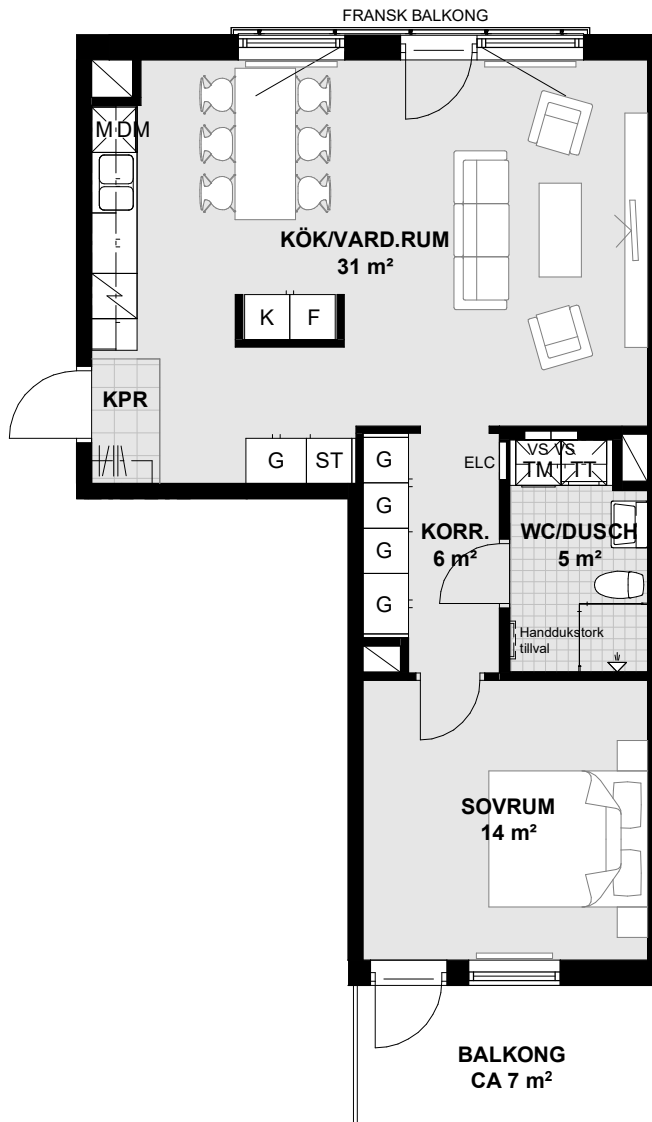 FRANSK BALKONG
M DM
KÖK/VARD.RUM
31 m²
K F
KPR
G ST
G
ELC
VS VS
TM TT
G
KORR.
6 m²
WC/DUSCH
5 m²
G
G
Handdukstork
tillval
SOVRUM
14 m²
BALKONG
CA 7 m²